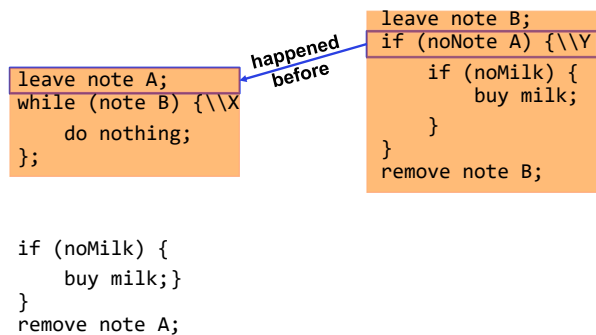 leave note A;
while (note B) {\\X
do nothing;
};
if (noMilk) {
buy milk;}
}
remove note A;
happened
before
leave note B;
if (noNote A) {\\Y
if (noMilk) {
buy milk;
}
}
remove note B;